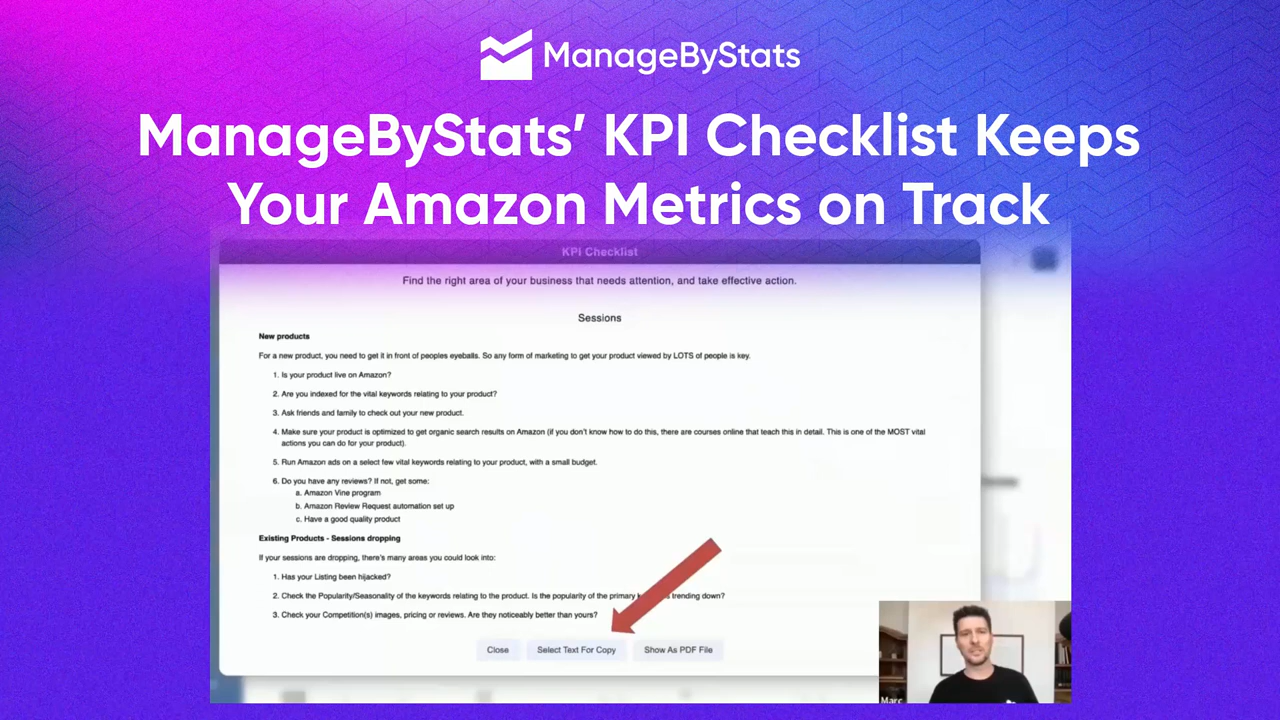 ManageByStats
ManageByStats’ KPI Checklist Keeps
Your Amazon Metrics on Track
KPI Checklist
Find the right area of your business that needs attention, and take effective action.
Sessions
New products
For a new product, you need to get it in front of peoples eyeballs. So any form of marketing to get your product viewed by LOTS of people is key.
1. Is your product live on Amazon?
2. Are you indexed for the vital keywords relating to your product?
3. Ask friends and family to check out your new product.
4. Make sure your product is optimized to get organic search results on Amazon (if you don't know how to do this, there are courses online that teach this in detail. This is one of the MOST vital
actions you can do for your product).
5. Run Amazon ads on a select few vital keywords relating to your product, with a small budget.
6. Do you have any reviews? If not, get some:
a. Amazon Vine program
b. Amazon Review Request automation set up
c. Have a good quality product
Existing Products - Sessions dropping
If your sessions are dropping, there's many areas you could look into:
1. Has your Listing been hijacked?
2. Check the Popularity/Seasonality of the keywords relating to the product. Is the popularity of the primary trending down?
3. Check your Competition(s) images, pricing or reviews. Are they noticeably better than yours?
Close
Select Text For Copy
Show As PDF File
Marc